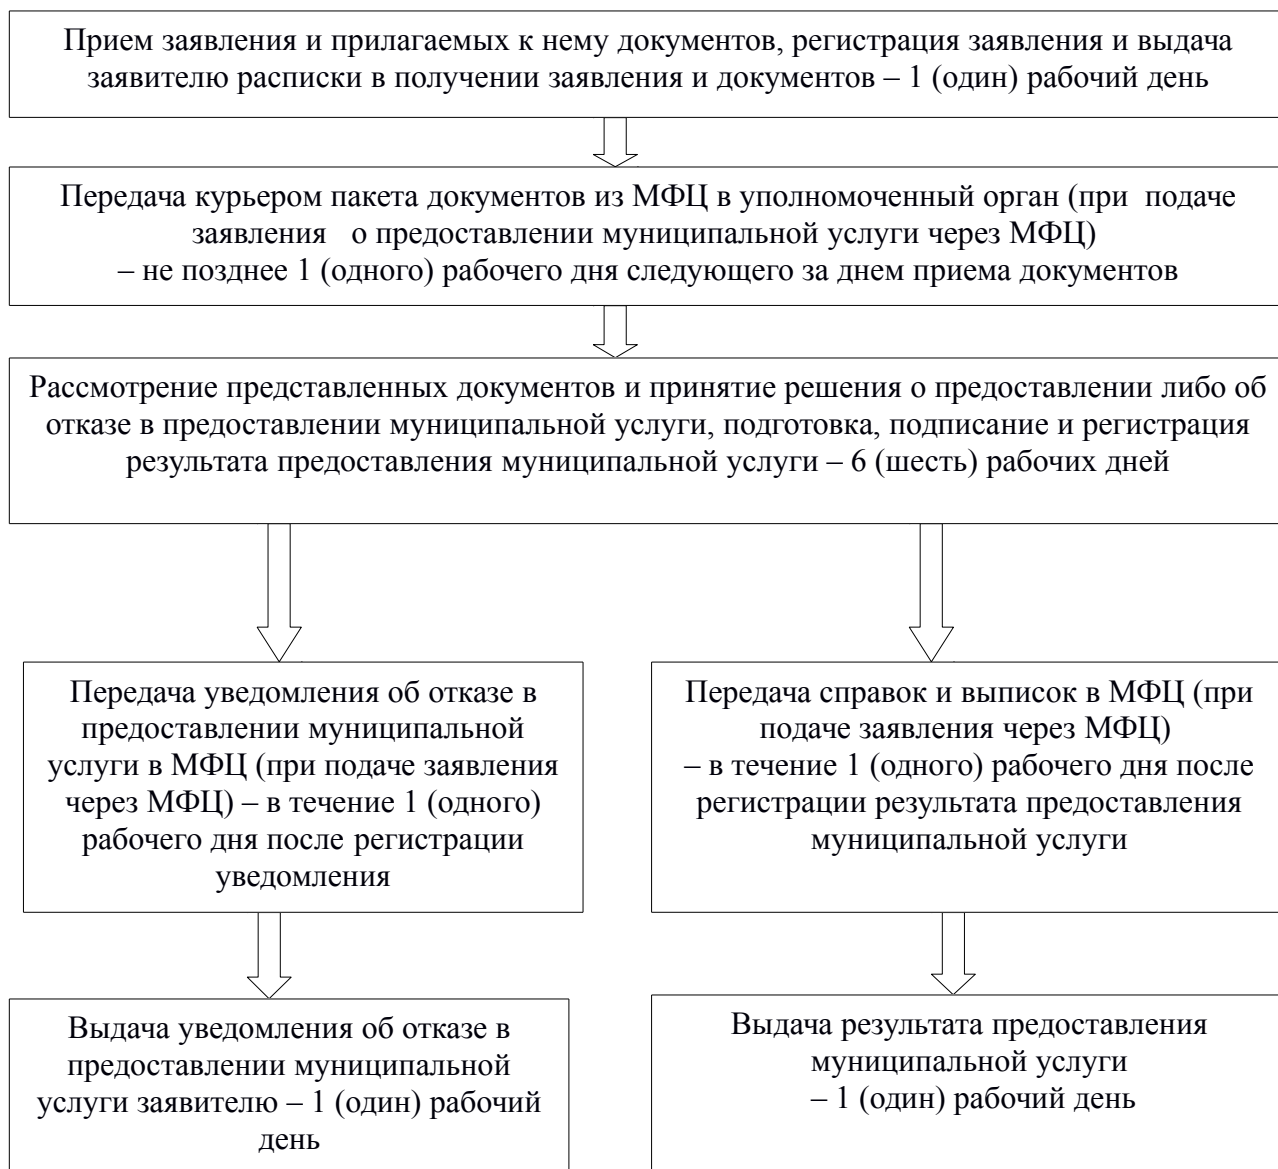 Прием заявления и прилагаемых к нему документов, регистрация заявления и выдача
заявителю расписки в получении заявления и документов – 1 (один) рабочий день
Передача курьером пакета документов из МФЦ в уполномоченный орган (при подаче
заявления о предоставлении муниципальной услуги через МФЦ)
– не позднее 1 (одного) рабочего дня следующего за днем приема документов
Рассмотрение представленных документов и принятие решения о предоставлении либо об
отказе в предоставлении муниципальной услуги, подготовка, подписание и регистрация
результата предоставления муниципальной услуги – 6 (шесть) рабочих дней
Передача уведомления об отказе в
предоставлении муниципальной
услуги в МФЦ (при подаче заявления
через МФЦ) – в течение 1 (одного)
рабочего дня после регистрации
уведомления
Передача справок и выписок в МФЦ (при
подаче заявления через МФЦ)
– в течение 1 (одного) рабочего дня после
регистрации результата предоставления
муниципальной услуги
Выдача уведомления об отказе в
предоставлении муниципальной
услуги заявителю – 1 (один) рабочий
день
Выдача результата предоставления
муниципальной услуги
– 1 (один) рабочий день